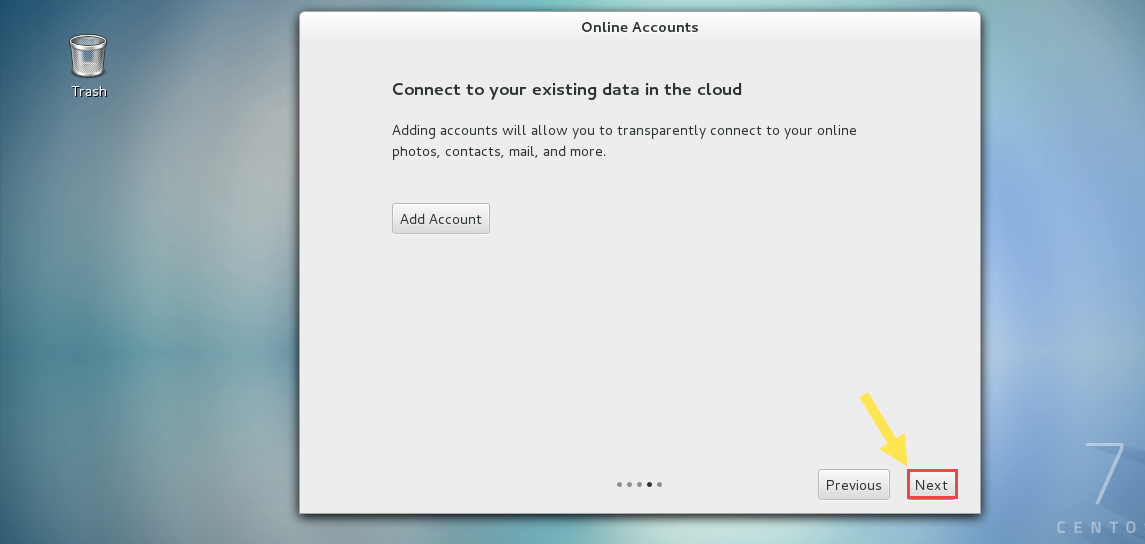 Online Accounts
Trash
Connect to your existing data in the cloud
Adding accounts will allow you to transparently connect to your online
photos, contacts, mail, and more.
Add Account
Previous
Next
7
CENTO